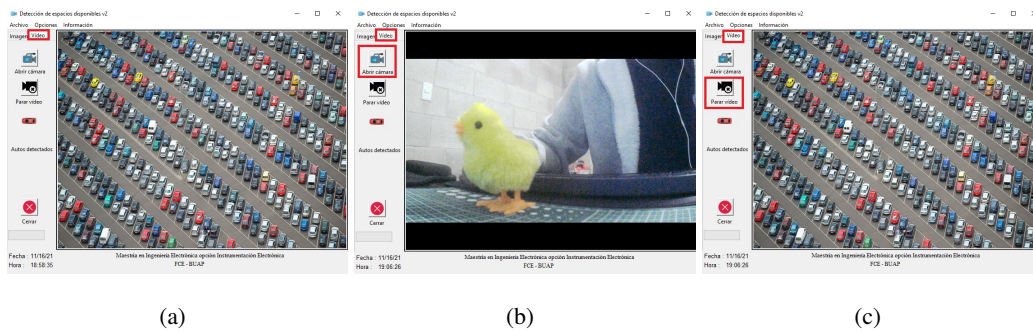 Detección de espacios disponibles v2
Archivo Opciones Información
Imagen Video
Abrir cámara
Parar video
Autos detectados
Cerrar
Fecha : 11/16/21
Hora : 18:58:35
Maestría en Ingeniería Electrónica opción Instrumentación Electrónica
FCE - BUAP
(a)
Detección de espacios disponibles v2
Archivo Opciones Información
Imagen Video
Abrir cámara
Parar video
Autos detectados
Cerrar
Fecha : 11/16/21
Hora : 19:06:26
Maestría en Ingeniería Electrónica opción Instrumentación Electrónica
FCE - BUAP
(b)
Detección de espacios disponibles v2
Archivo Opciones Información
Imagen Video
Abrir cámara
Parar video
Autos detectados
Cerrar
Fecha : 11/16/21
Hora : 19:06:26
Maestría en Ingeniería Electrónica opción Instrumentación Electrónica
FCE - BUAP
(c)